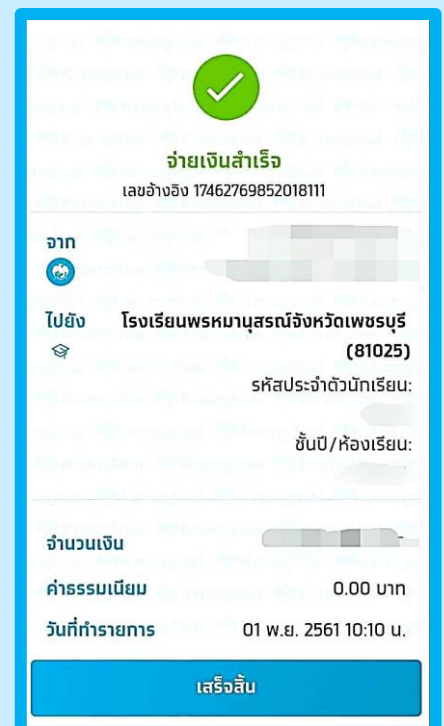 จ่ายเงินสำเร็จ
เลขอ้างอิง 17462769852018111
จาก
ไปยัง โรงเรียนพรหมานุสรณ์จังหวัดเพชรบุรี
(81025)
รหัสประจำตัวนักเรียน:
ชั้นปี/ห้องเรียน:
จำนวนเงิน
ค่าธรรมเนียม 0.00 บาท
วันที่ทำรายการ 01 พ.ย. 2561 10:10 น.
เสร็จสิ้น